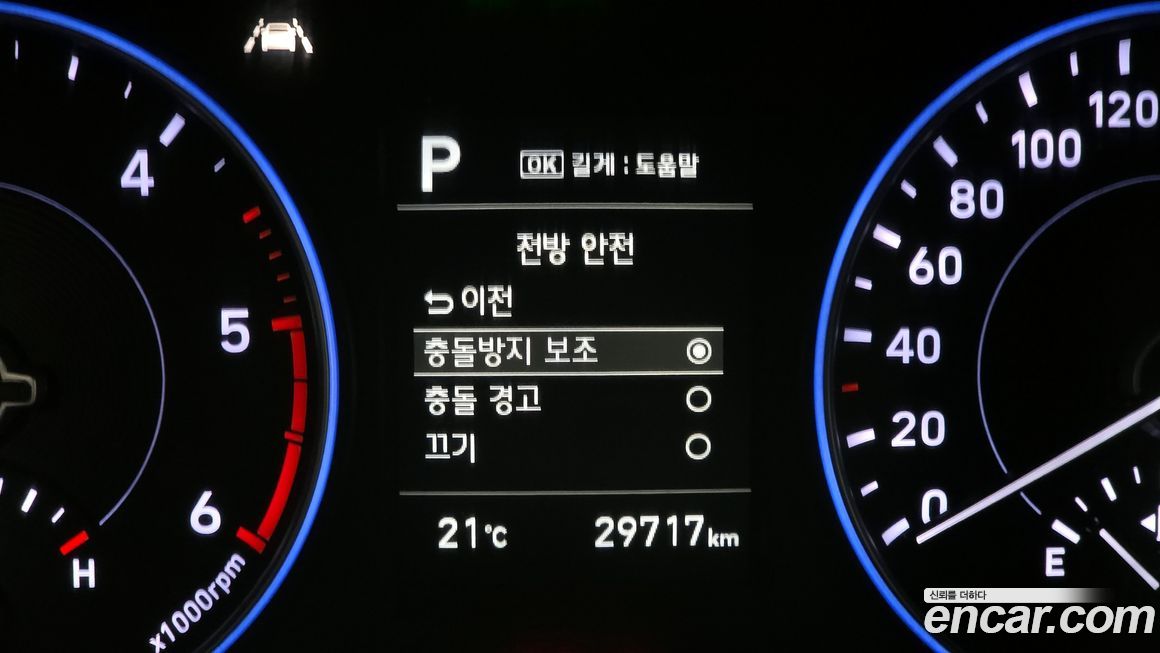 P
OK 길게 : 도움말
전방 안전
이전
충돌방지 보조
충돌 경고
끄기
21℃ 29717 km
4
5
6
x1000rpm
H
120
100
80
60
40
20
0
E
신뢰를 더하다
encar.com